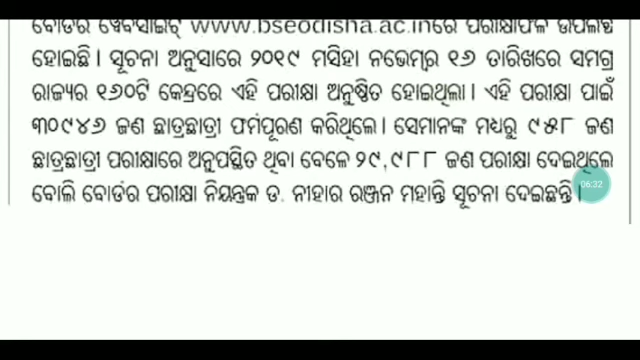 ବୋର୍ଡର ୱେବସାଇଟ୍ www.bseodisha.ac.inରେ ପରୀକ୍ଷାଫଳ ଉପଲବ୍ଧ
ହୋଇଛି। ସୂଚନା ଅନୁସାରେ ୨୦୧୯ ମସିହା ନଭେମ୍ବର ୧୬ ତାରିଖରେ ସମଗ୍ର
ରାଜ୍ୟର ୧୬୦ଟି କେନ୍ଦ୍ରରେ ଏହି ପରୀକ୍ଷା ଅନୁଷ୍ଠିତ ହୋଇଥିଲା। ଏହି ପରୀକ୍ଷା ପାଇଁ
୩୦୯୪୬ ଜଣ ଛାତ୍ରଛାତ୍ରୀ ଫର୍ମପୂରଣ କରିଥିଲେ। ସେମାନଙ୍କ ମଧ୍ୟରୁ ୯୫୮ ଜଣ
ଛାତ୍ରଛାତ୍ରୀ ପରୀକ୍ଷାରେ ଅନୁପସ୍ଥିତ ଥିବା ବେଳେ ୨୯,୯୮୮ ଜଣ ପରୀକ୍ଷା ଦେଇଥିଲେ
ବୋଲି ବୋର୍ଡର ପରୀକ୍ଷା ନିୟନ୍ତ୍ରକ ଡ. ନୀହାର ରଞ୍ଜନ ମହାନ୍ତି ସୂଚନା ଦେଇଛନ୍ତି।
06:32